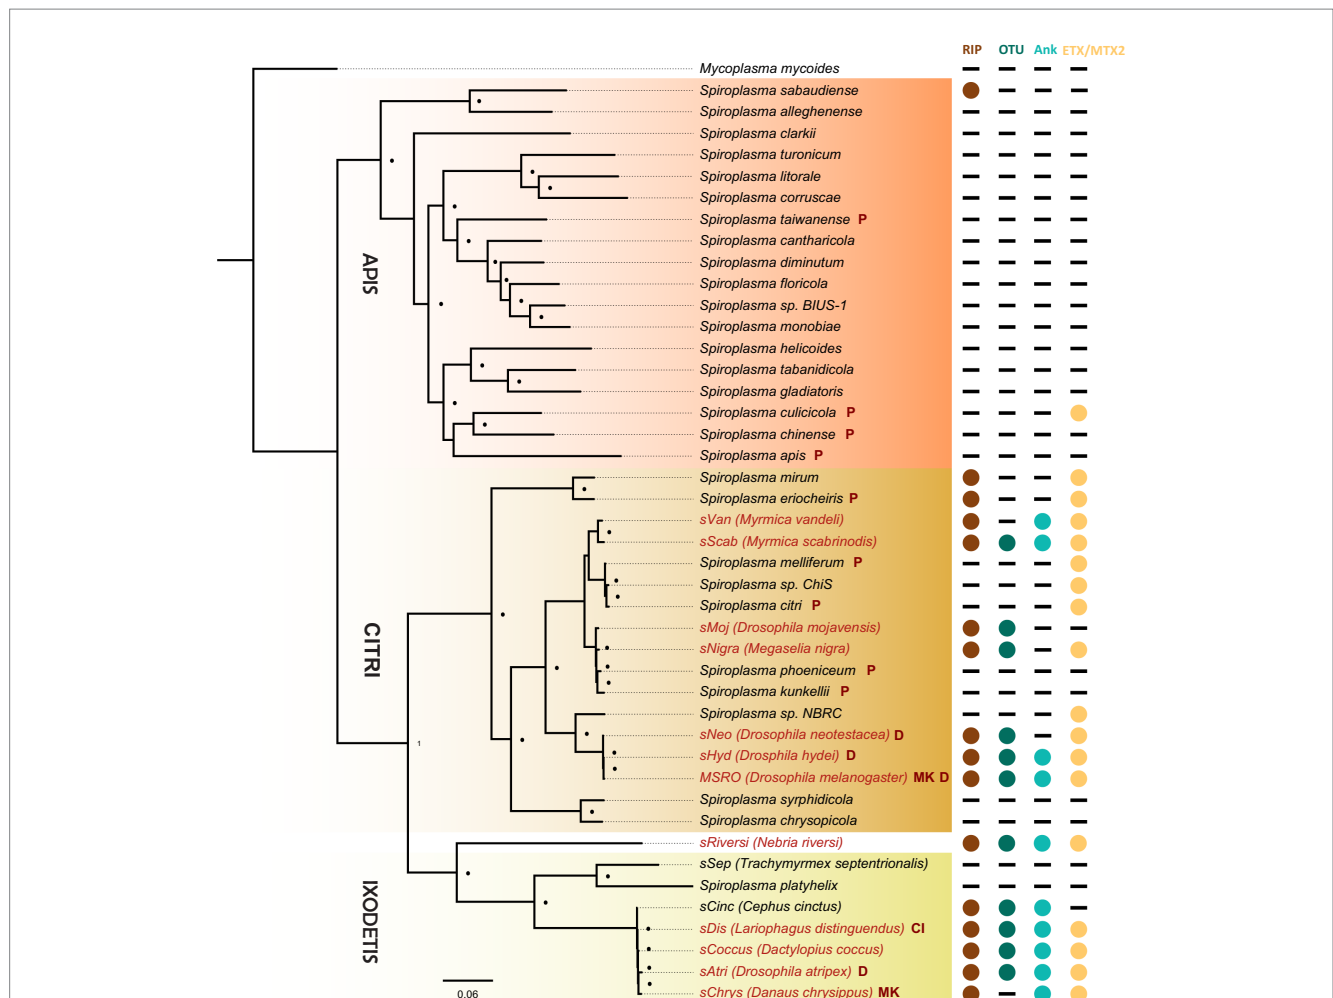 RIP OTU Ank ETX/MTX2
Mycoplasma mycoides
Spiroplasma sabaudiense
Spiroplasma alleghenense
Spiroplasma clarkii
Spiroplasma turonicum
Spiroplasma litorale
Spiroplasma corruscae
Spiroplasma taiwanense P
Spiroplasma cantharicola
Spiroplasma diminutum
Spiroplasma floricola
Spiroplasma sp. BIUS-1
Spiroplasma monobiae
Spiroplasma helicoides
Spiroplasma tabanidicola
Spiroplasma gladiatoris
Spiroplasma culicicola P
Spiroplasma chinense P
Spiroplasma apis P
APIS
Spiroplasma mirum
Spiroplasma eriocheiris P
sVan (Myrmica vandeli)
sScab (Myrmica scabrinodis)
Spiroplasma melliferum P
Spiroplasma sp. ChiS
Spiroplasma citri P
sMoj (Drosophila mojavensis)
sNigra (Megaselia nigra)
Spiroplasma phoeniceum P
Spiroplasma kunkellii P
Spiroplasma sp. NBRC
sNeo (Drosophila neotestacea) D
sHyd (Drosphila hydei) D
MSRO (Drosophila melanogaster) MK D
Spiroplasma syrphidicola
Spiroplasma chrysopicola
CITRI
1
sRiversi (Nebria riversi)
sSep (Trachymyrmex septentrionalis)
Spiroplasma platyhelix
sCinc (Cephus cinctus)
sDis (Lariophagus distinguendus) CI
sCoccus (Dactylopius coccus)
sAtri (Drosophila atripex) D
sChrys (Danaus chrysippus) MK
IXODETIS
0.06